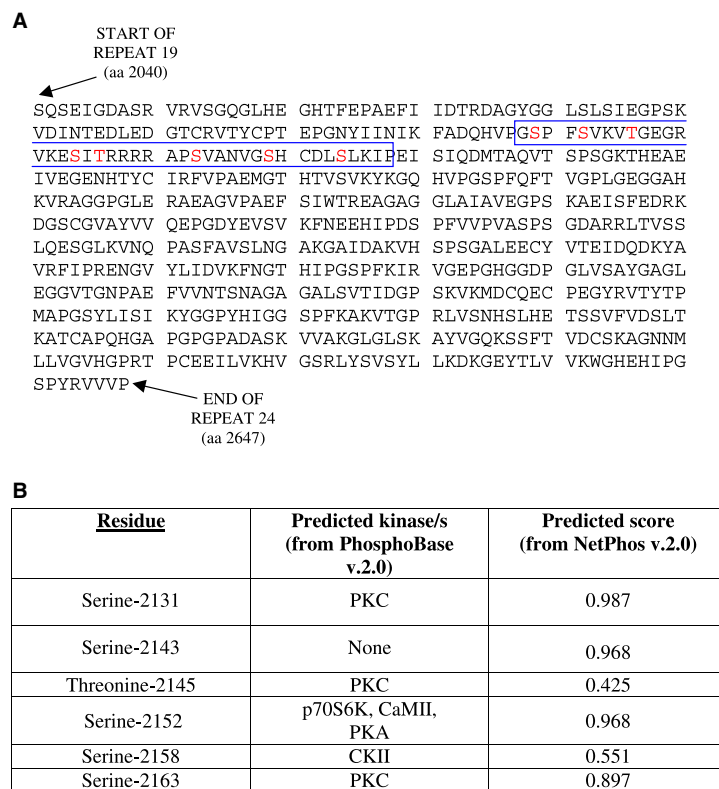 A
START OF
REPEAT 19
(aa 2040)
SQSEIGDASR VRVSGQGLHE GHTFEPAEFI IDTRDAGYGG LSLSIEGPSK
VDINTEDLEDG TCRVTYCPTE PGNYIINIK FADQHVPGSP FSVKVTGEGR
VKESITRRRR APSVANVGSH CDLSLKIPEI SIQDMTAQVT SPSGKTHEAE
IVEGENHTYC IRFVPAEMGT HTVSVKYKGQ HVPGSPFQFT VGPLGEGGAH
KVRAGGPGLE RAEAGVPAEF SIWTREAGAG GLAIAVEGPS KAEISFEDRK
DGSCGVAYVV QEPGDYEVSV KFNEEHIPDS PFVVPVASPS GDARRLTVSS
LQESGLKVNQ PASFAVSLNG AKGAIDAKVH SPSGALEECY VTEIDQDKYA
VRFIPRENGV YLIDVKFNGT HIPGSPFKIR VGEPGHGGDP GLVSAYGAGL
EGGVTGNPAE FVVNTSNAGA GALSVTIDGP SKVKMDCQEC PEGYRVTYTP
MAPGSYLISI KYGGPYHIGG SPFKAKVTGP RLVSNHSLHE TSSVFVDSLT
KATCAPQHGA PGPGPADASK VVAKGLGLSK AYVGQKSSFT VDCSKAGNNM
LLVGVHGPRT PCEEILVKHV GSRLYSVSYL LKDKGEYTLV VKWGHEHIPG
SPYRVVVP
END OF
REPEAT 24
(aa 2647)
B
Residue Predicted kinase/s (from PhosphoBase v.2.0) Predicted score (from NetPhos v.2.0)
Serine-2131 PKC 0.987
Serine-2143 None 0.968
Threonine-2145 PKC 0.425
Serine-2152 p70S6K, CaMII, PKA 0.968
Serine-2158 CKII 0.551
Serine-2163 PKC 0.897